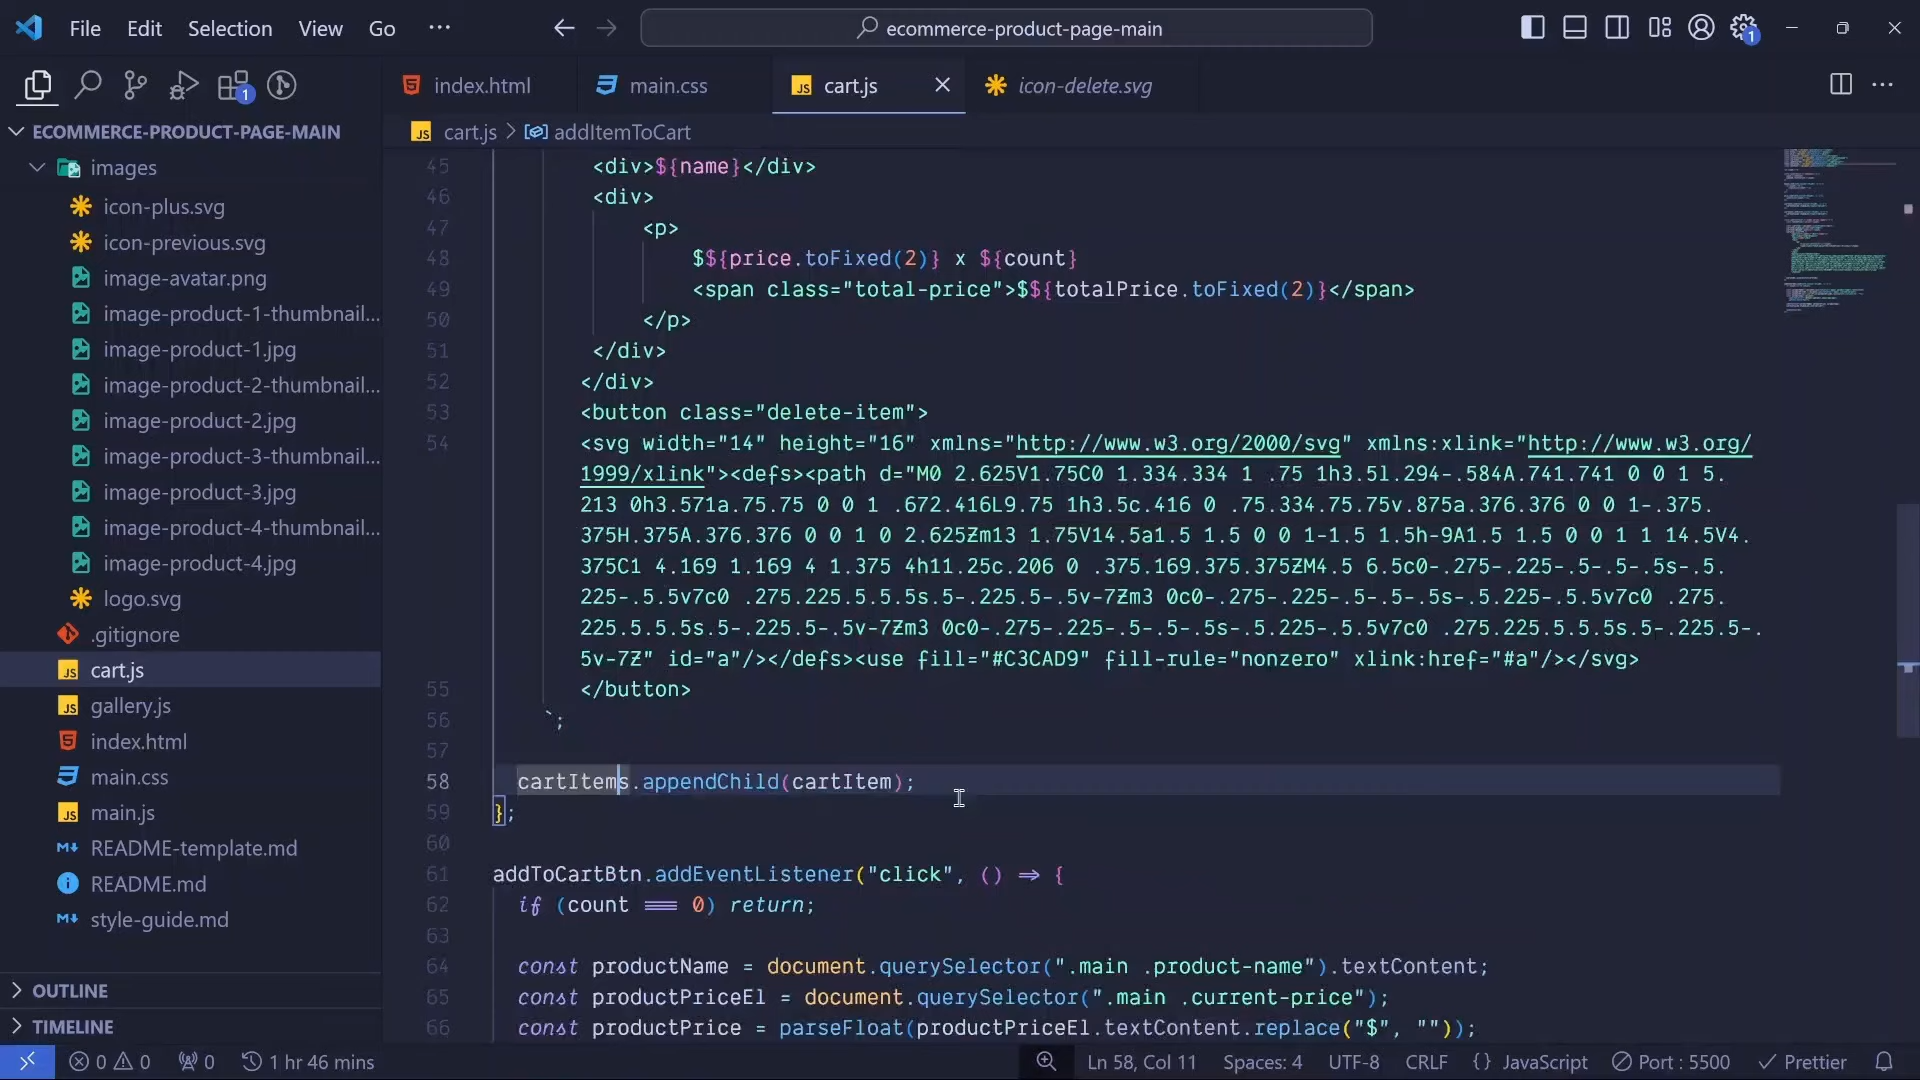 File Edit Selection View Go ··· ecommerce-product-page-main 1
1 index.html main.css JS cart.js icon-delete.svg
ECOMMERCE-PRODUCT-PAGE-MAIN
JS cart.js > addItemToCart
images
icon-plus.svg
icon-previous.svg
image-avatar.png
image-product-1-thumbnail...
image-product-1.jpg
image-product-2-thumbnail...
image-product-2.jpg
image-product-3-thumbnail...
image-product-3.jpg
image-product-4-thumbnail...
image-product-4.jpg
logo.svg
.gitignore
JS cart.js
JS gallery.js
index.html
main.css
JS main.js
README-template.md
README.md
style-guide.md
OUTLINE
TIMELINE
45 <div>${name}</div>
46 <div>
47 <p>
48 $${price.toFixed(2)} x ${count}
49 <span class="total-price">$${totalPrice.toFixed(2)}</span>
50 </p>
51 </div>
52 </div>
53 <button class="delete-item">
54 <svg width="14" height="16" xmlns="http://www.w3.org/2000/svg" xmlns:xlink="http://www.w3.org/
1999/xlink"><defs><path d="M0 2.625V1.75C0 1.334.334 1 .75 1h3.5l.294-.584A.741.741 0 0 1 5.
213 0h3.571a.75.75 0 0 1 .672.416L9.75 1h3.5c.416 0 .75.334.75.75v.875a.376.376 0 0 1-.375.
375H.375A.376.376 0 0 1 0 2.625Zm13 1.75V14.5a1.5 1.5 0 0 1-1.5 1.5h-9A1.5 1.5 0 0 1 1 14.5V4.
375C1 4.169 1.169 4 1.375 4h11.25c.206 0 .375.169.375.375ZM4.5 6.5c0-.275-.225-.5-.5-.5s-.5.
225-.5.5v7c0 .275.225.5.5.5s.5-.225.5-.5v-7Zm3 0c0-.275-.225-.5-.5-.5s-.5.225-.5.5v7c0 .275.
225.5.5.5s.5-.225.5-.5v-7Zm3 0c0-.275-.225-.5-.5-.5s-.5.225-.5.5v7c0 .275.225.5.5.5s.5-.225.5-.
5v-7Z" id="a"/></defs><use fill="#C3CAD9" fill-rule="nonzero" xlink:href="#a"/></svg>
55 </button>
56 `;
57
58 cartItems.appendChild(cartItem);
59 };
60
61 addToCartBtn.addEventListener("click", () => {
62 if (count === 0) return;
63
64 const productName = document.querySelector(".main .product-name").textContent;
65 const productPriceEl = document.querySelector(".main .current-price");
66 const productPrice = parseFloat(productPriceEl.textContent.replace("$", ""));
0 0 0 1 hr 46 mins Ln 58, Col 11 Spaces: 4 UTF-8 CRLF {} JavaScript Port : 5500 Prettier